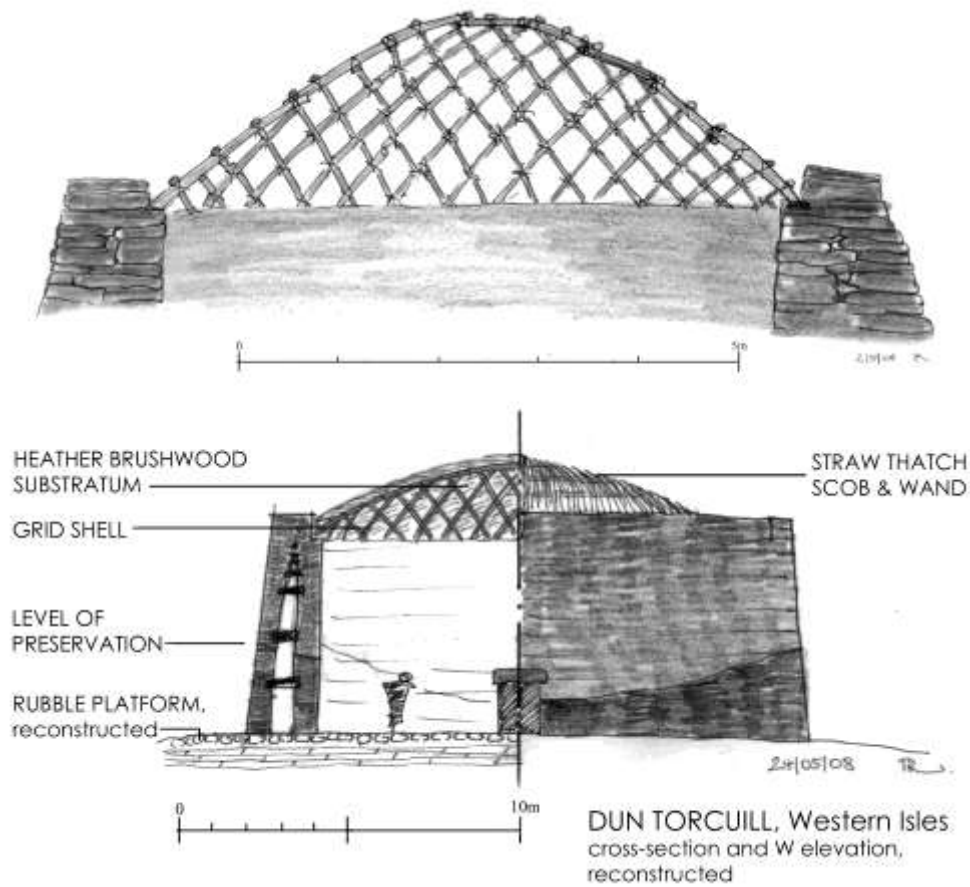 0
5m
HEATHER BRUSHWOOD
SUBSTRATUM
STRAW THATCH
SCOB & WAND
GRID SHELL
LEVEL OF
PRESERVATION
RUBBLE PLATFORM,
reconstructed
24/05/08 TR
0
10m
DUN TORCUILL, Western Isles
cross-section and W elevation,
reconstructed